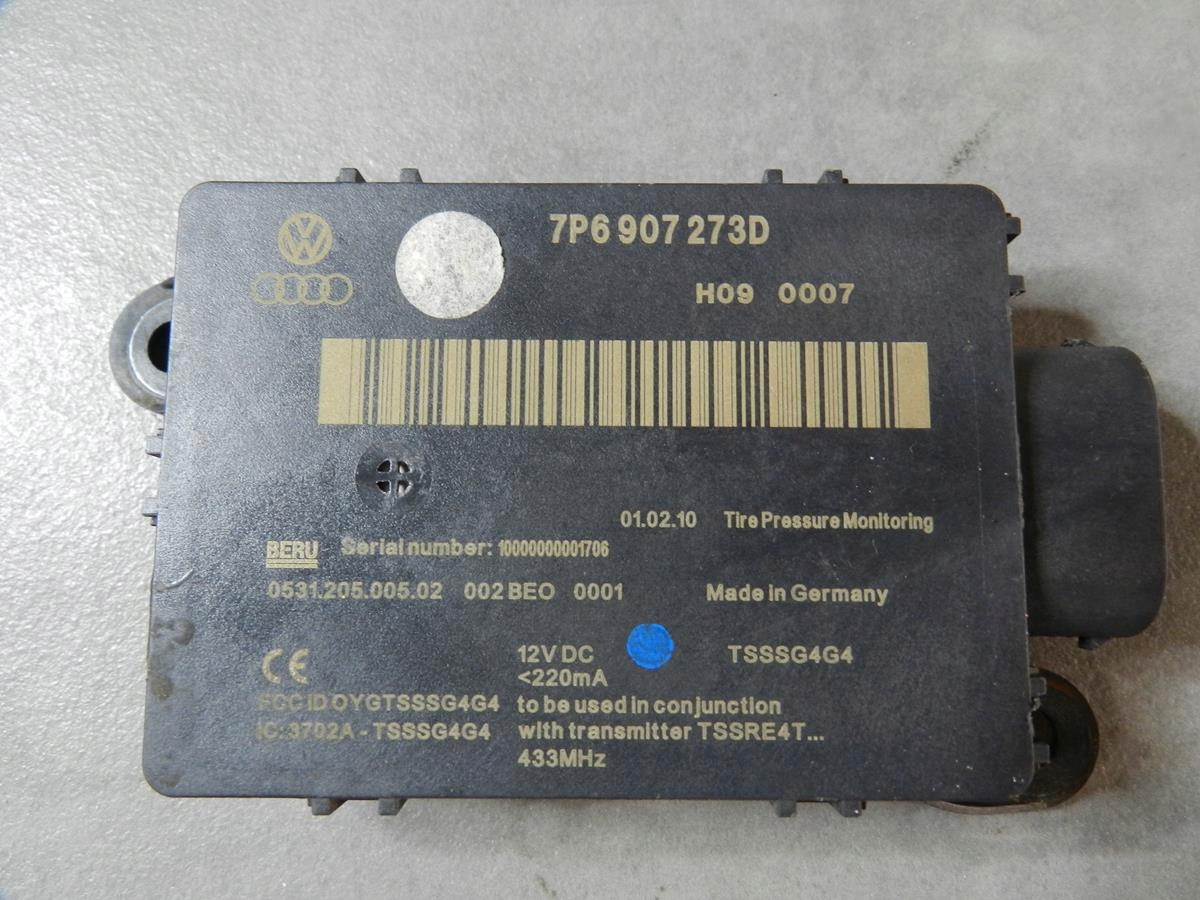 7P6 907 273D
H09 0007
01.02.10 Tire Pressure Monitoring
BERU Serial number: 10000000001706
0531.205.005.02 002 BEO 0001 Made in Germany
CE 12V DC TSSSG4G4
<220mA
FCC ID OYGTSSSG4G4 to be used in conjunction
IC: 3702A - TSSSG4G4 with transmitter TSSRE4T...
433MHz